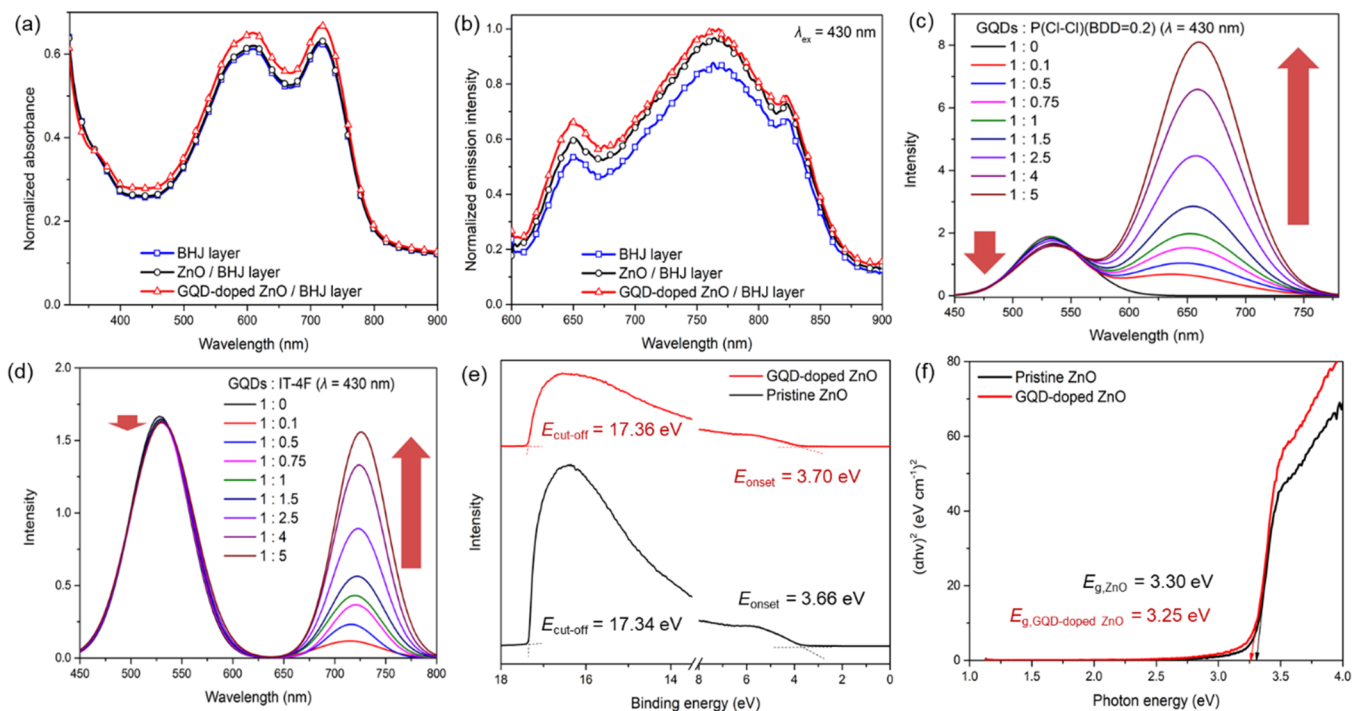 (a)
Normalized absorbance
0.6
0.4
0.2
0.0
BHJ layer
ZnO / BHJ layer
GQD-doped ZnO / BHJ layer
400 500 600 700 800 900
Wavelength (nm)
(b)
Normalized emission intensity
1.0
0.8
0.6
0.4
0.2
0.0
λex = 430 nm
BHJ layer
ZnO / BHJ layer
GQD-doped ZnO / BHJ layer
600 650 700 750 800 850 900
Wavelength (nm)
(c)
GQDs : P(Cl-Cl)(BDD=0.2) (λ = 430 nm)
1 : 0
1 : 0.1
1 : 0.5
1 : 0.75
1 : 1
1 : 1.5
1 : 2.5
1 : 4
1 : 5
Intensity
8
6
4
2
0
450 500 550 600 650 700 750
Wavelength (nm)
(d)
GQDs : IT-4F (λ = 430 nm)
1 : 0
1 : 0.1
1 : 0.5
1 : 0.75
1 : 1
1 : 1.5
1 : 2.5
1 : 4
1 : 5
Intensity
2.0
1.5
1.0
0.5
0.0
450 500 550 600 650 700 750 800
Wavelength (nm)
(e)
GQD-doped ZnO
Pristine ZnO
Intensity
Ecut-off = 17.36 eV
Eonset = 3.70 eV
Eonset = 3.66 eV
Ecut-off = 17.34 eV
18 16 14 8 6 4 2 0
Binding energy (eV)
(f)
Pristine ZnO
GQD-doped ZnO
(αhv)² (eV cm⁻¹)²
80
60
40
20
0
Eg,ZnO = 3.30 eV
Eg,GQD-doped ZnO = 3.25 eV
1.0 1.5 2.0 2.5 3.0 3.5 4.0
Photon energy (eV)